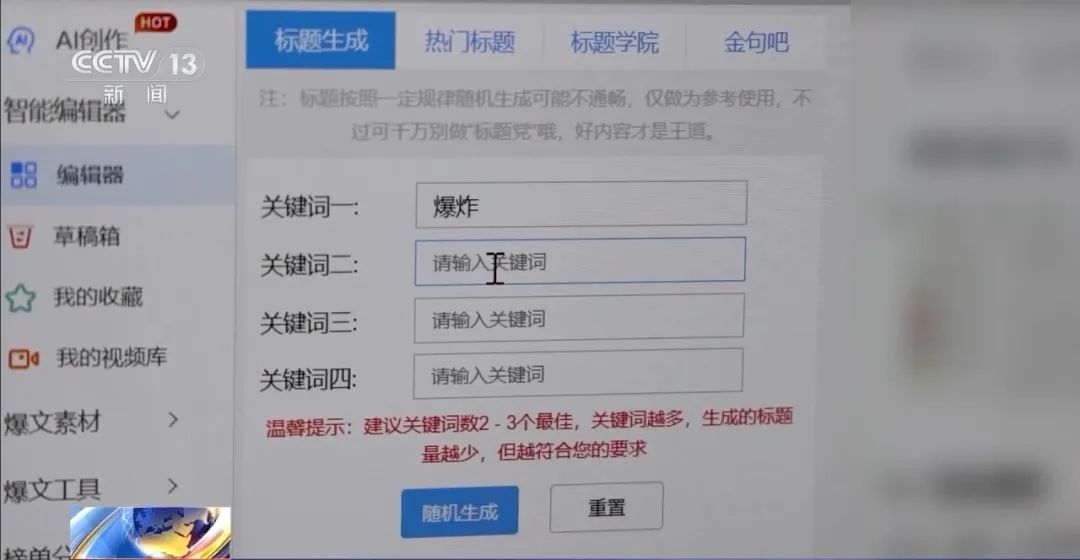 AI创作
HOT
CCTV 13
新闻
智能编辑器
编辑器
草稿箱
我的收藏
我的视频库
爆文素材
爆文工具
标题生成
热门标题
标题学院
金句吧
注：标题按照一定规律随机生成可能不通畅，仅做为参考使用，不
过可千万别做"标题党"哦，好内容才是王道。
关键词一:
爆炸
关键词二:
请输入关键词
关键词三:
请输入关键词
关键词四:
请输入关键词
温馨提示：建议关键词数2 - 3个最佳，关键词越多，生成的标题
量越少，但越符合您的要求
随机生成
重置